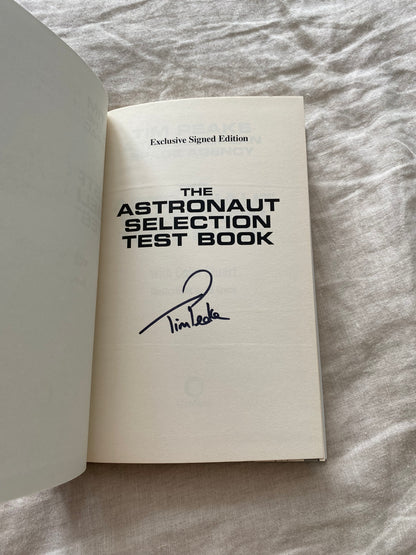 Exclusive Signed Edition
THE
ASTRONAUT
SELECTION
TEST BOOK
Tim Peake